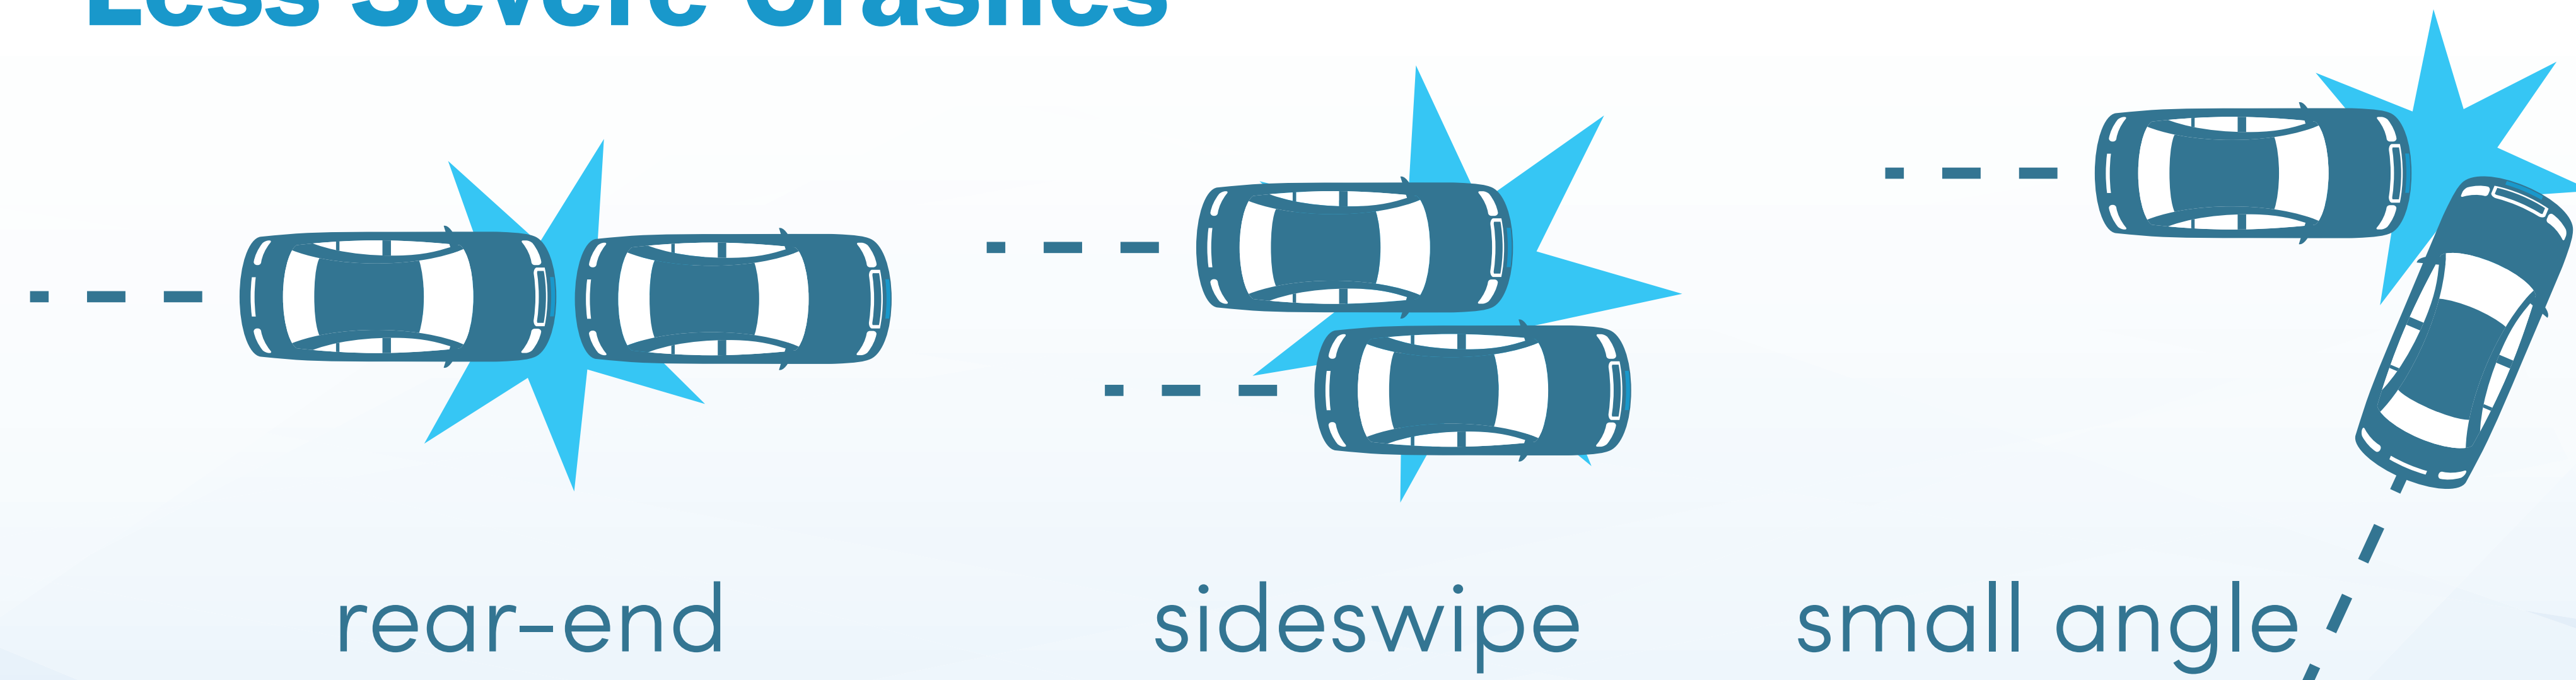 Less Severe Crashes
rear-end
sideswipe
small angle